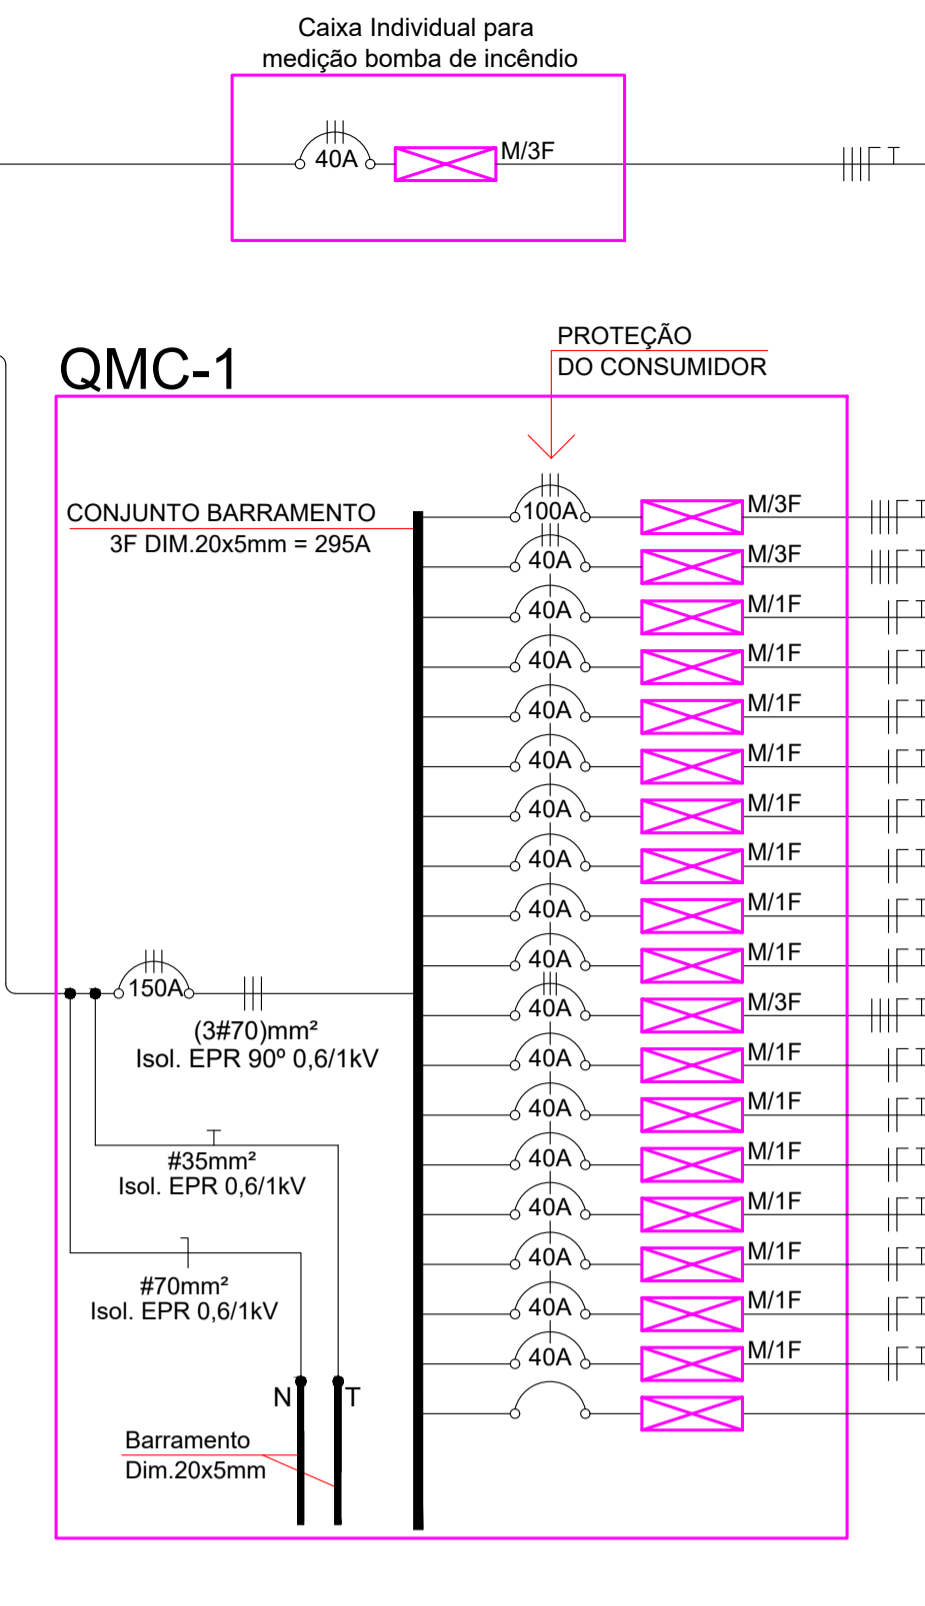 Caixa Individual para
medição bomba de incêndio
40A
M/3F
QMC-1
PROTEÇÃO
DO CONSUMIDOR
CONJUNTO BARRAMENTO
3F DIM.20x5mm = 295A
100A
M/3F
40A
M/3F
40A
M/1F
40A
M/1F
40A
M/1F
40A
M/1F
40A
M/1F
40A
M/1F
40A
M/1F
40A
M/1F
40A
M/3F
40A
M/1F
40A
M/1F
40A
M/1F
40A
M/1F
40A
M/1F
40A
M/1F
40A
M/1F
150A
(3#70)mm²
Isol. EPR 90º 0,6/1kV
#35mm²
Isol. EPR 0,6/1kV
#70mm²
Isol. EPR 0,6/1kV
N
T
Barramento
Dim.20x5mm